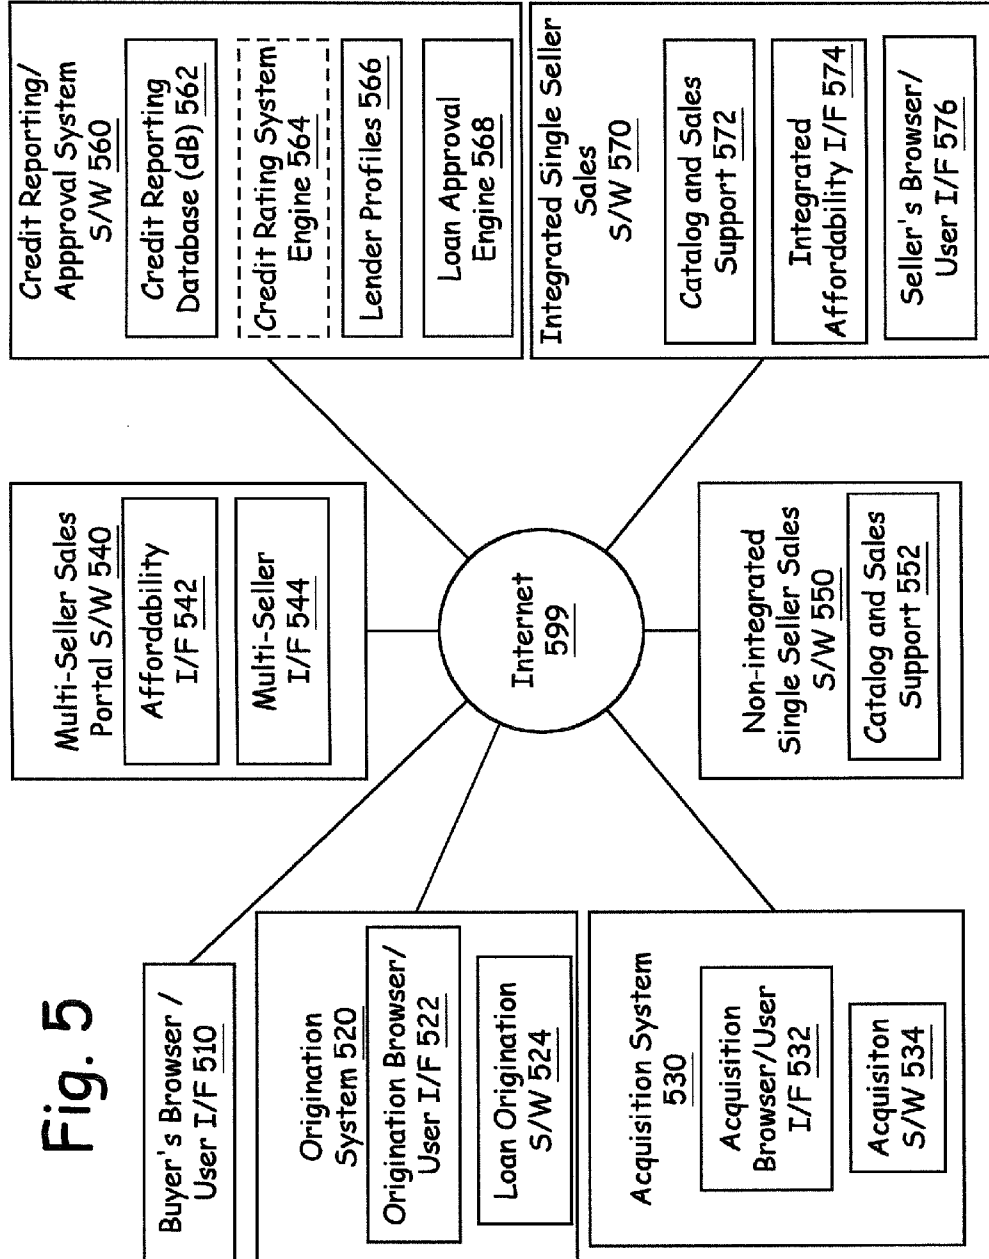 Fig. 5
Buyer's Browser /
User I/F 510
Origination
System 520
Origination Browser/
User I/F 522
Loan Origination
S/W 524
Acquisition System
530
Acquisition
Browser/User
I/F 532
Acquisiton
S/W 534
Multi-Seller Sales
Portal S/W 540
Affordability
I/F 542
Multi-Seller
I/F 544
Internet
599
Non-integrated
Single Seller Sales
S/W 550
Catalog and Sales
Support 552
Credit Reporting/
Appproval System
S/W 560
Credit Reporting
Database (dB) 562
Credit Rating System
Engine 564
Lender Profiles 566
Loan Approval
Engine 568
Integrated Single Seller
Sales
S/W 570
Catalog and Sales
Support 572
Integrated
Affordability I/F 574
Seller's Browser/
User I/F 576